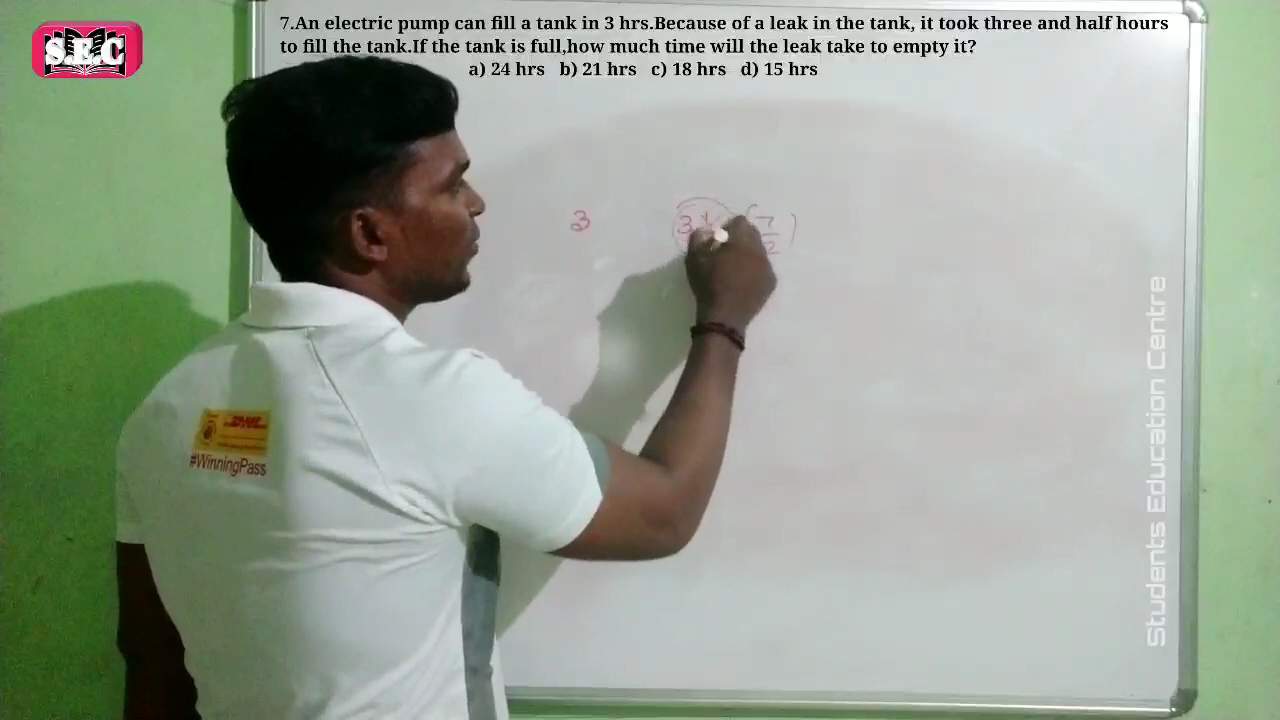 7.An electric pump can fill a tank in 3 hrs.Because of a leak in the tank, it took three and half hours
to fill the tank.If the tank is full,how much time will the leak take to empty it?
a) 24 hrs b) 21 hrs c) 18 hrs d) 15 hrs
S.E.C
3 3 (7/2)
#WinningPass
Students Education Centre